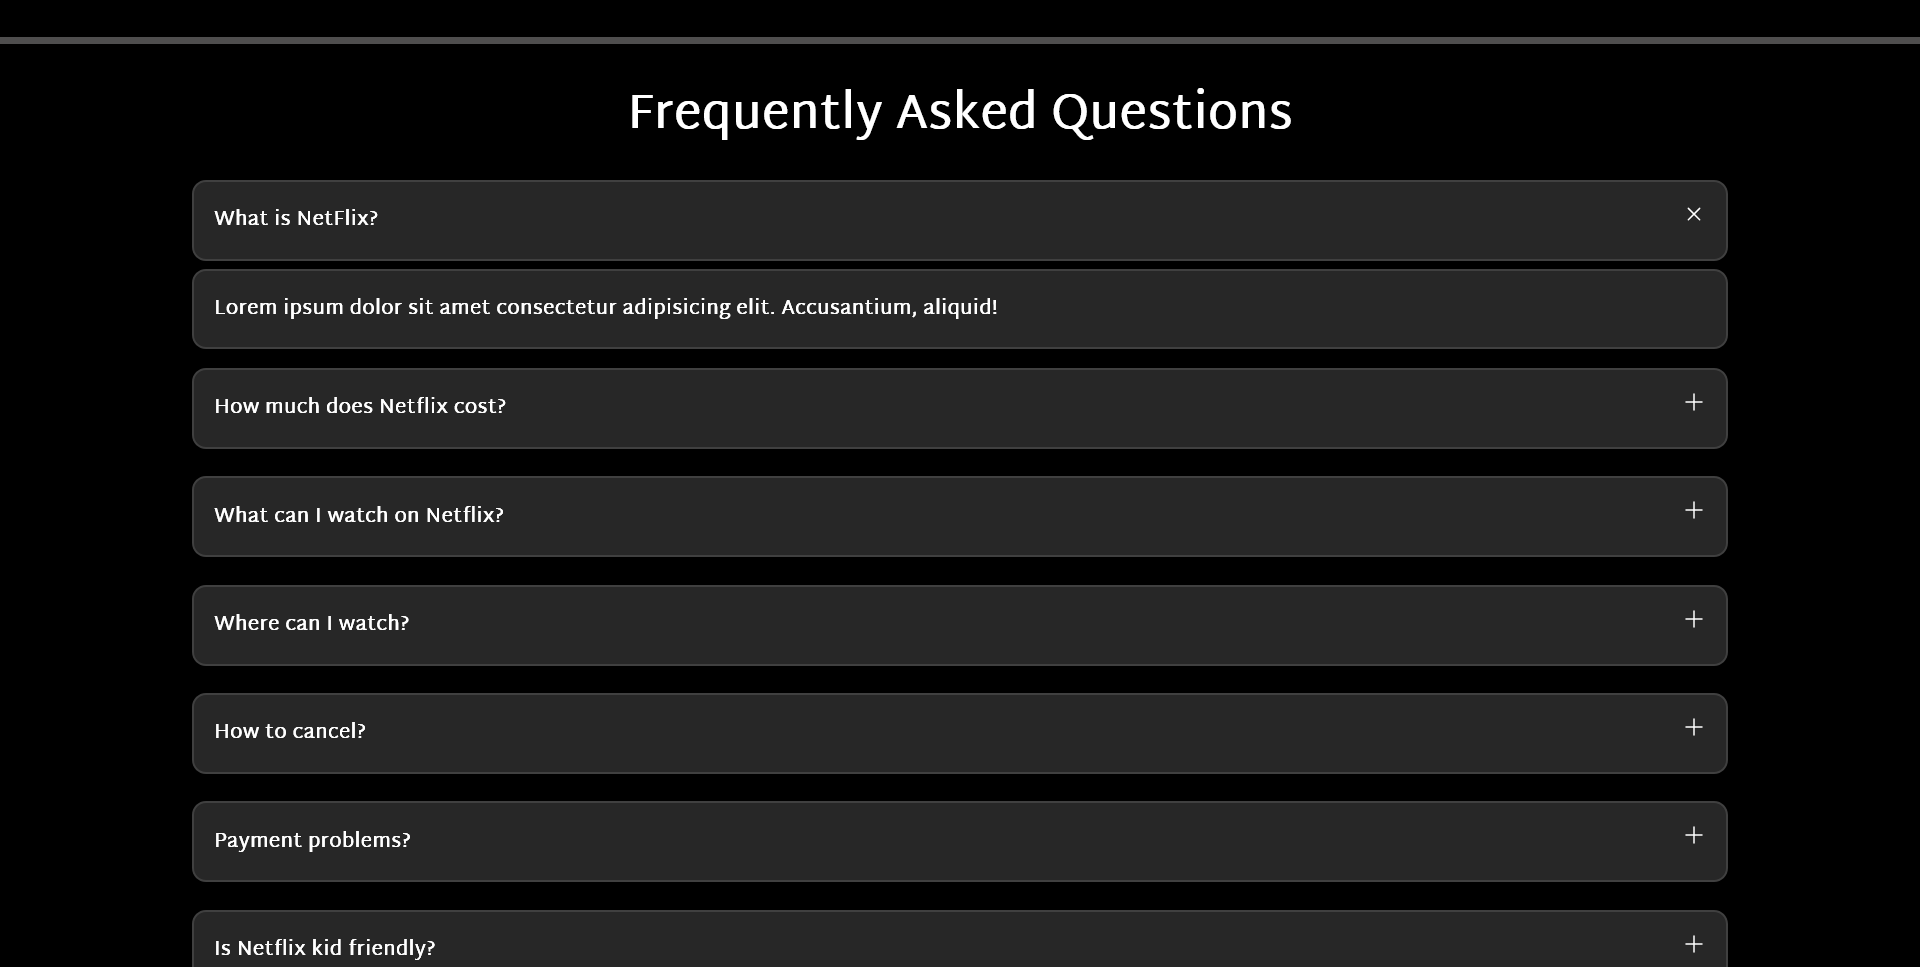 Frequently Asked Questions
What is NetFlix?
Lorem ipsum dolor sit amet consectetur adipisicing elit. Accusantium, aliquid!
How much does Netflix cost?
What can I watch on Netflix?
Where can I watch?
How to cancel?
Payment problems?
Is Netflix kid friendly?